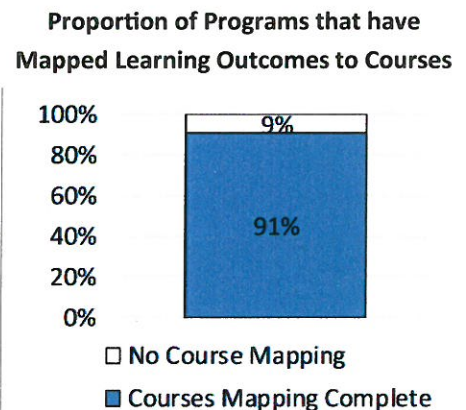 Proportion of Programs that have
Mapped Learning Outcomes to Courses
100%
9%
80%
60%
91%
40%
20%
0%
No Course Mapping
Courses Mapping Complete